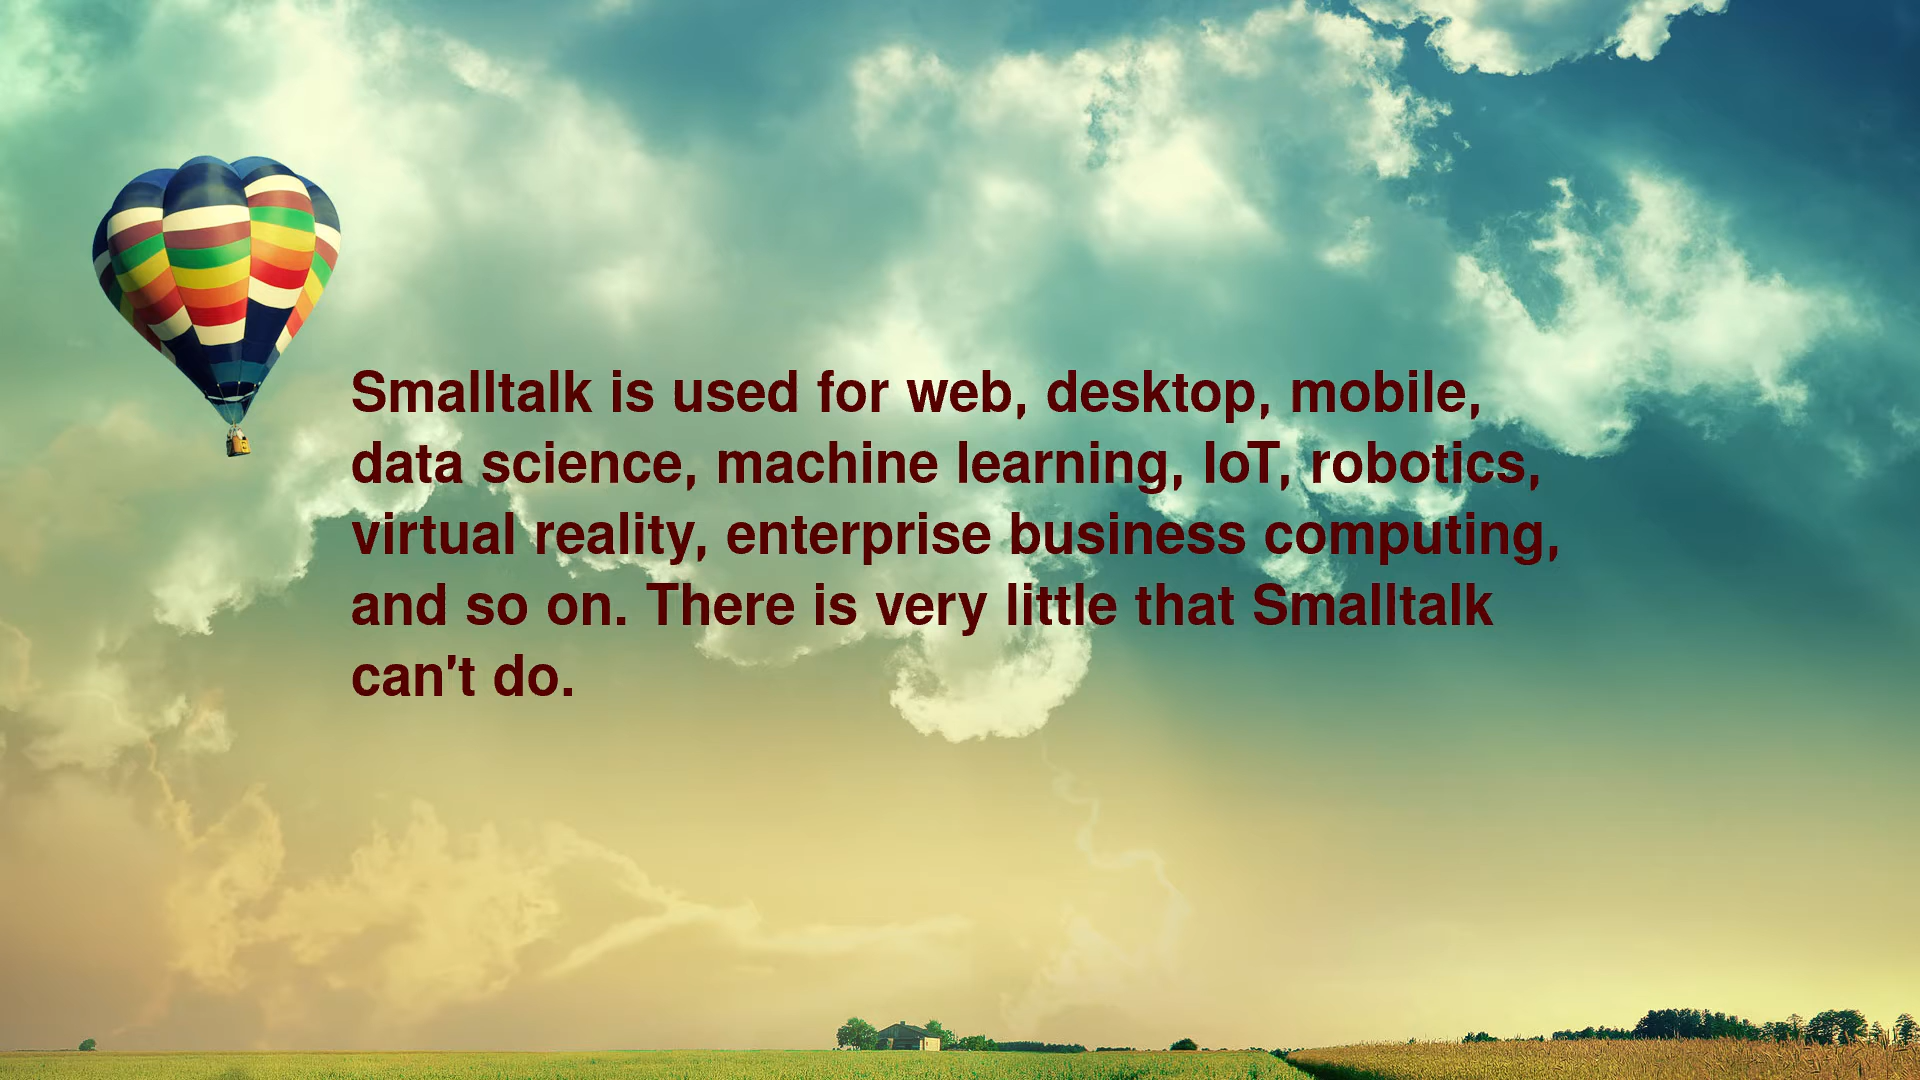 Smalltalk is used for web, desktop, mobile,
data science, machine learning, IoT, robotics,
virtual reality, enterprise business computing,
and so on. There is very little that Smalltalk
can't do.